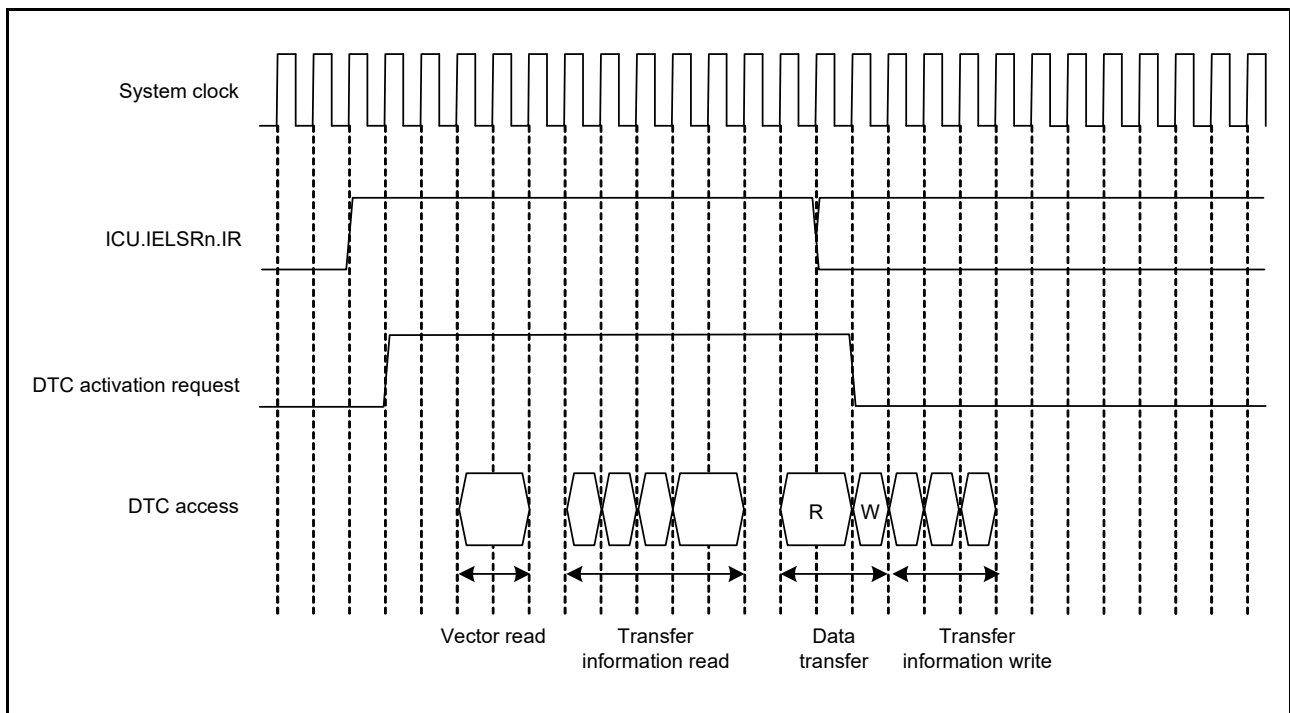 System clock
ICU.IELSRn.IR
DTC activation request
DTC access
R
W
Vector read
Transfer
information read
Data
transfer
Transfer
information write